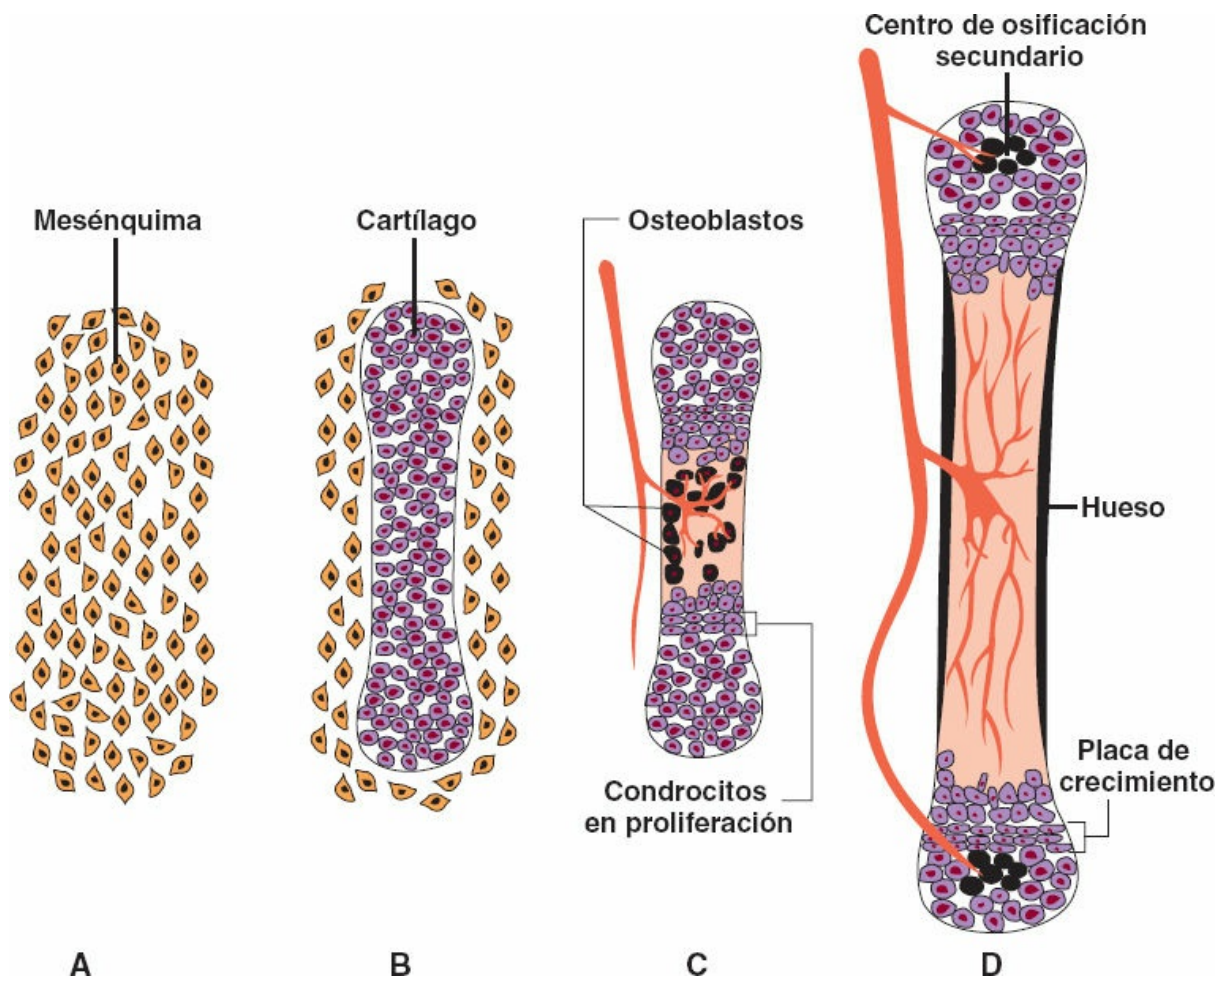 Centro de osificación
secundario
Mesénquima
Cartílago
Osteoblastos
Hueso
Placa de
crecimiento
Condrocitos
en proliferación
A
B
C
D